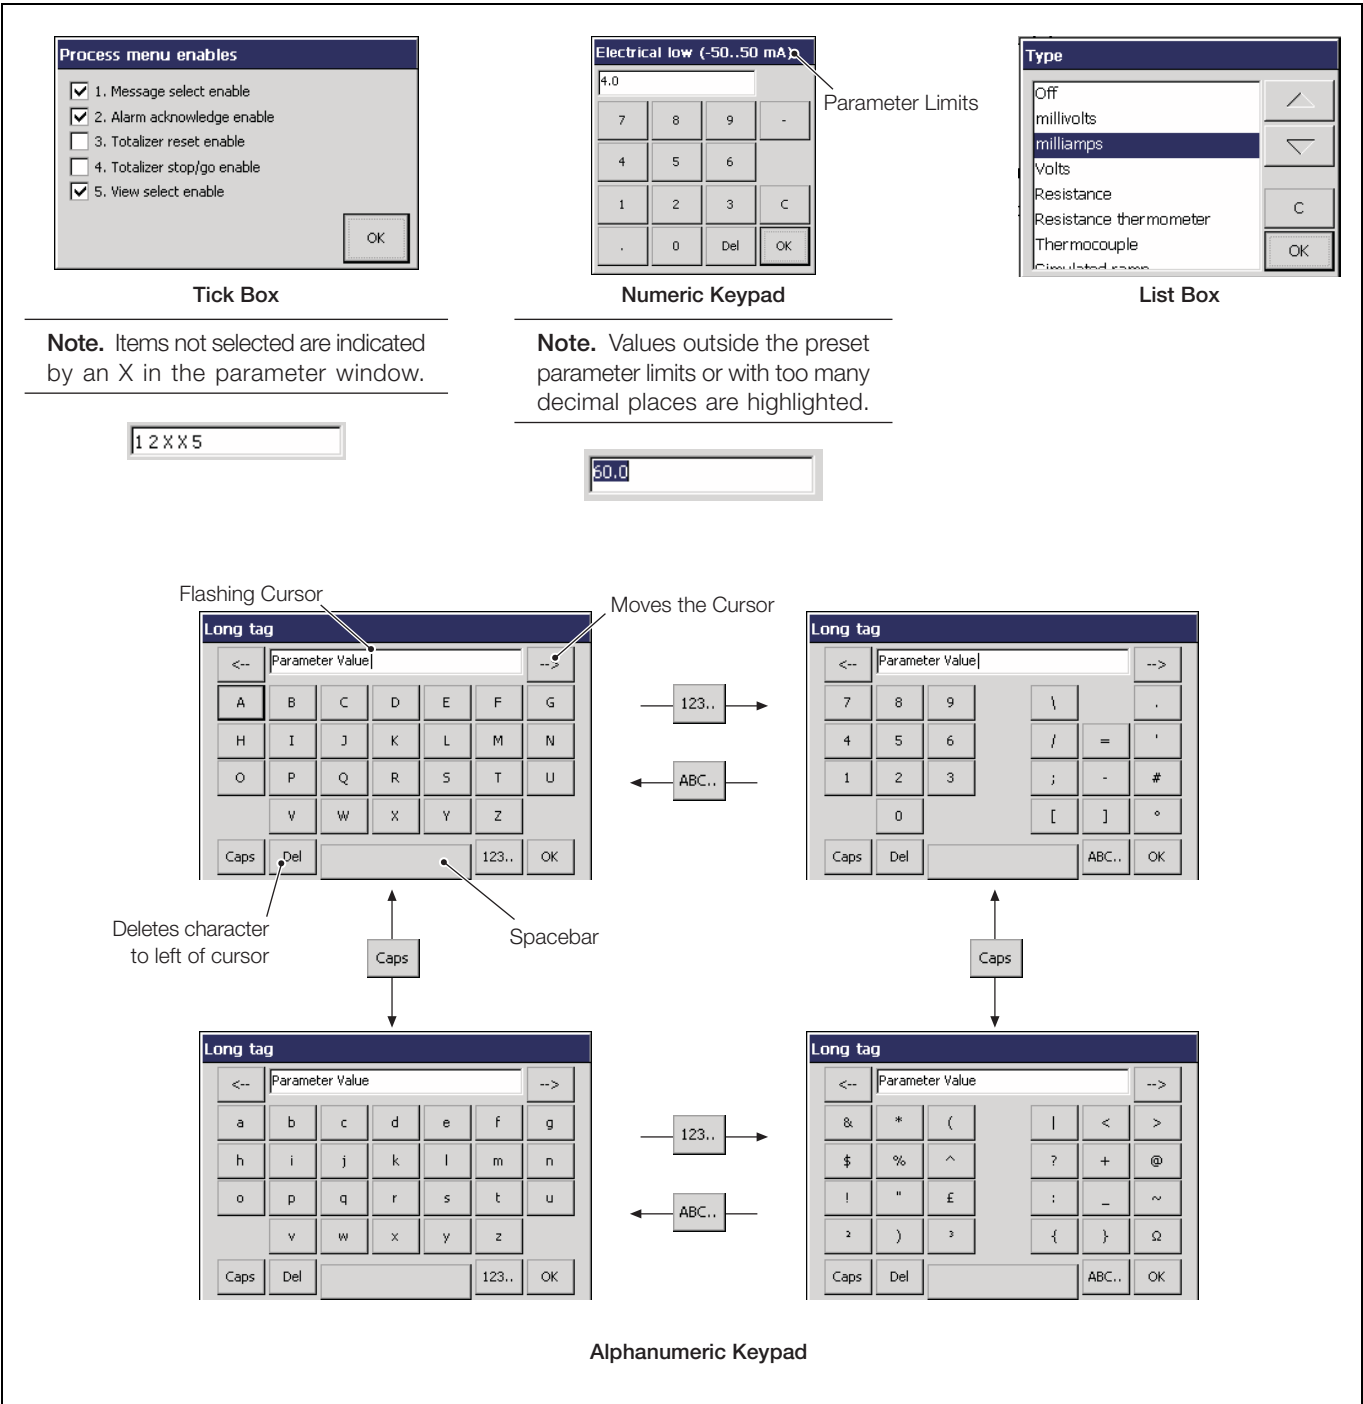 Process menu enables
1. Message select enable
2. Alarm acknowledge enable
3. Totalizer reset enable
4. Totalizer stop/go enable
5. View select enable
OK
Tick Box
Note. Items not selected are indicated
by an X in the parameter window.
1 2 X X 5
Electrical low (-50..50 mA)
4.0
Parameter Limits
7 8 9 -
4 5 6
1 2 3 C
. 0 Del OK
Numeric Keypad
Note. Values outside the preset
parameter limits or with too many
decimal places are highlighted.
60.0
Type
Off
millivolts
milliamps
Volts
Resistance
Resistance thermometer
Thermocouple
Simulated ramp
C
OK
List Box
Flashing Cursor
Moves the Cursor
Long tag
<-- Parameter Value -->
A B C D E F G
H I J K L M N
O P Q R S T U
V W X Y Z
Caps Del 123.. OK
Deletes character
to left of cursor
Spacebar
123..
ABC..
Long tag
<-- Parameter Value -->
7 8 9 \ .
4 5 6 / = '
1 2 3 ; - #
0 [ ] °
Caps Del ABC.. OK
Caps
Caps
Long tag
<-- Parameter Value -->
a b c d e f g
h i j k l m n
o p q r s t u
v w x y z
Caps Del 123.. OK
123..
ABC..
Long tag
<-- Parameter Value -->
& * ( | < >
$ % ^ ? + @
! " £ : _ ~
² ) ³ { } Ω
Caps Del ABC.. OK
Alphanumeric Keypad